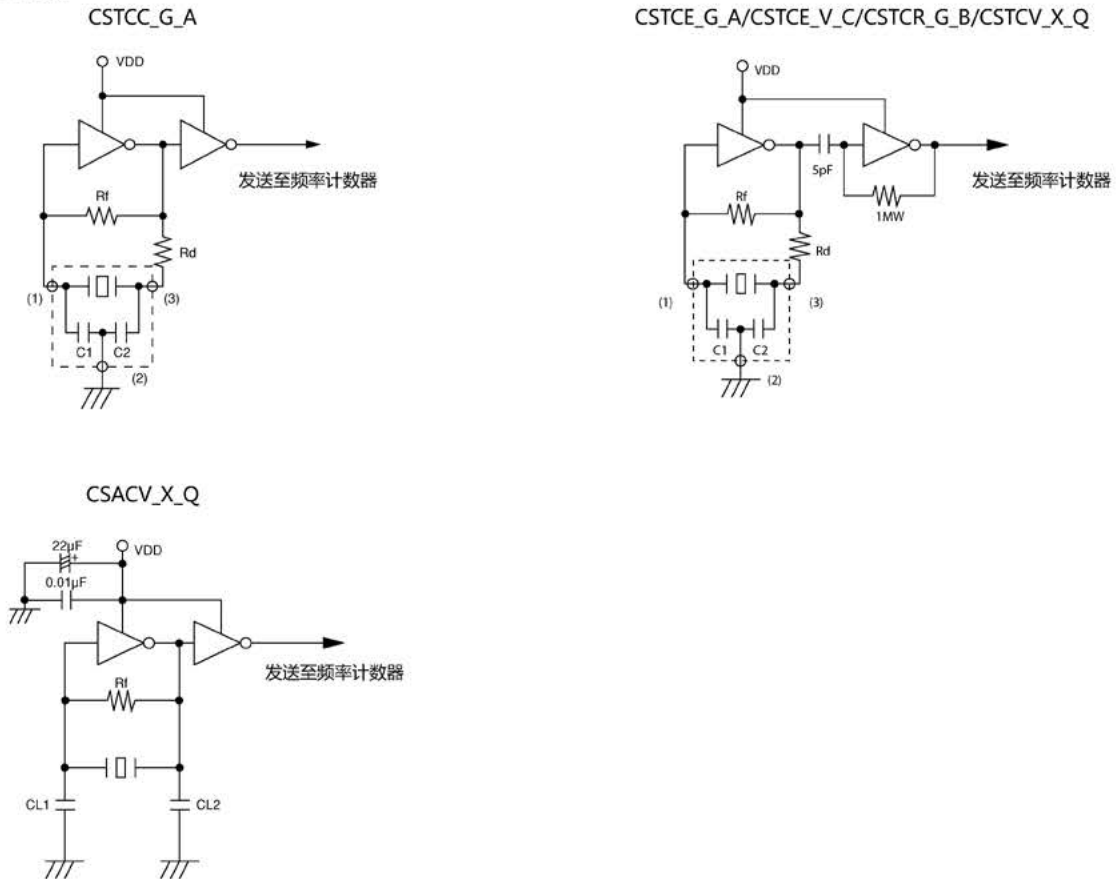 CSTCC_G_A
VDD
发送至频率计数器
Rf
Rd
(1)
(3)
C1
C2
(2)
CSTCE_G_A/CSTCE_V_C/CSTCR_G_B/CSTCV_X_Q
VDD
5pF
发送至频率计数器
1MW
Rf
Rd
(1)
(3)
C1
C2
(2)
CSACV_X_Q
22μF
+
VDD
0.01μF
发送至频率计数器
Rf
CL1
CL2